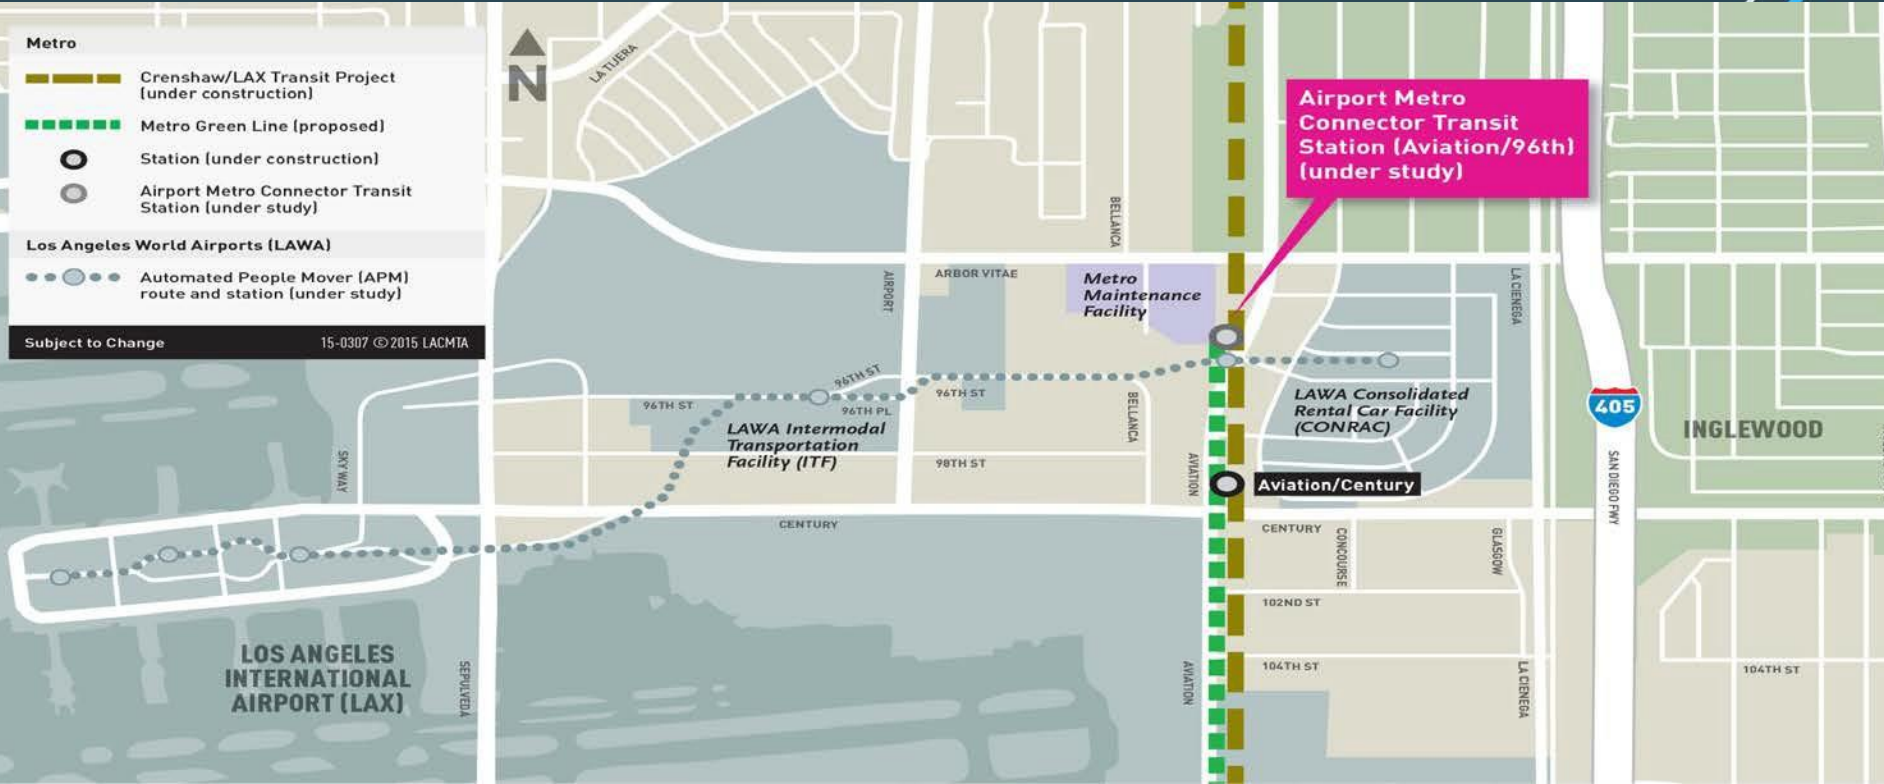 Metro
Crenshaw/LAX Transit Project
(under construction)
Metro Green Line (proposed)
Station (under construction)
Airport Metro Connector Transit
Station (under study)
Los Angeles World Airports (LAWA)
Automated People Mover (APM)
route and station (under study)
Subject to Change
15-0307 ©2015 LACMTA
N
LA TIJERA
Airport Metro
Connector Transit
Station (Aviation/96th)
(under study)
BELLANCA
ARBOR VITAE
AIRPORT
Metro
Maintenance
Facility
LA CIENEGA
96TH ST
96TH ST
96TH PL
96TH ST
BELLANCA
LAWA Intermodal
Transportation
Facility (ITF)
LAWA Consolidated
Rental Car Facility
(CONRAC)
405
INGLEWOOD
SKY WAY
98TH ST
AVIATION
Aviation/Century
SAN DIEGO FWY
CENTURY
CENTURY
CONCOURSE
GLASGOW
102ND ST
LOS ANGELES
INTERNATIONAL
AIRPORT (LAX)
SEPULVEDA
AVIATION
104TH ST
LA CIENEGA
104TH ST